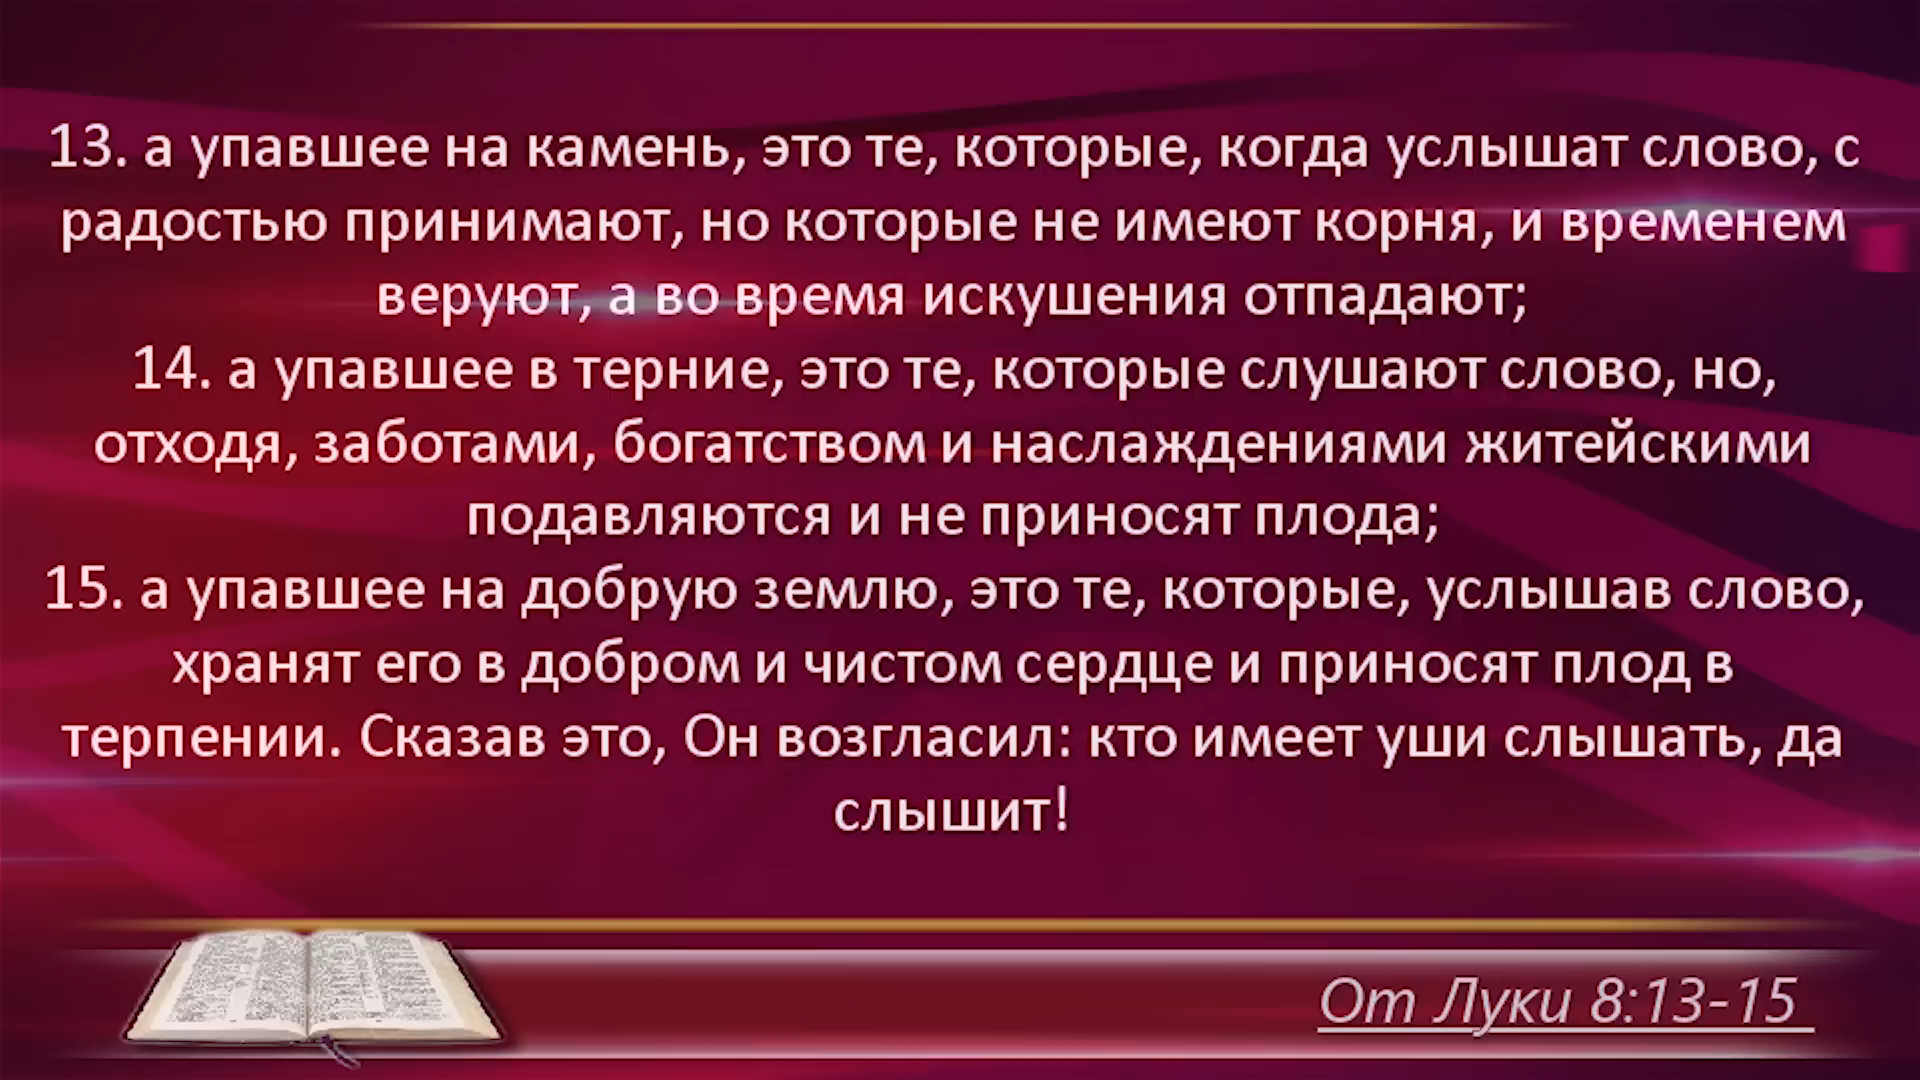 13. а упавшее на камень, это те, которые, когда услышат слово, с
радостью принимают, но которые не имеют корня, и временем
веруют, а во время искушения отпадают;
14. а упавшее в терние, это те, которые слушают слово, но,
отходя, заботами, богатством и наслаждениями житейскими
подавляются и не приносят плода;
15. а упавшее на добрую землю, это те, которые, услышав слово,
хранят его в добром и чистом сердце и приносят плод в
терпении. Сказав это, Он возгласил: кто имеет уши слышать, да
слышит!
От Луки 8:13-15